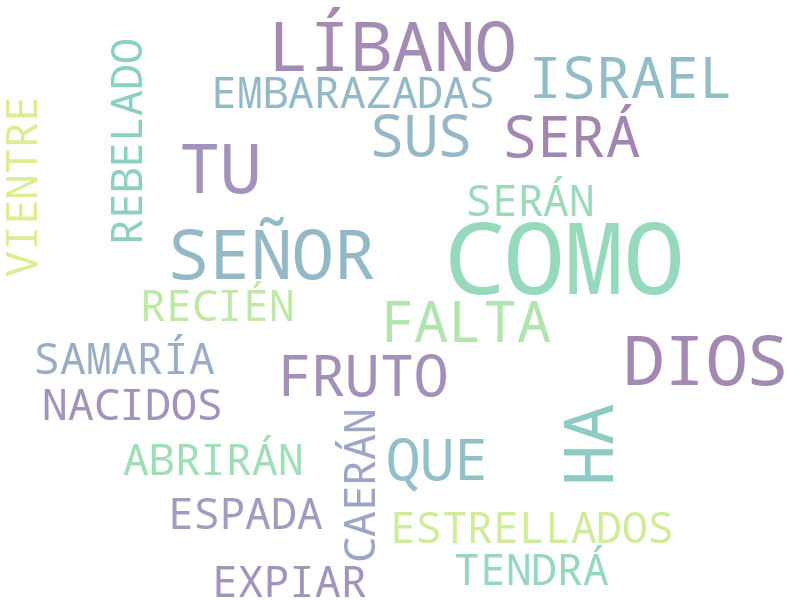 LÍBANO
EMBARAZADAS
ISRAEL
REBELADO
VIENTRE
SUS
SERÁ
TU
SERÁN
SEÑOR
COMO
RECIÉN
FALTA
SAMARÍA
FRUTO
DIOS
NACIDOS
HA
ABRIRÁN
CAERÁN
QUE
ESPADA
ESTRELLADOS
EXPIAR
TENDRÁ